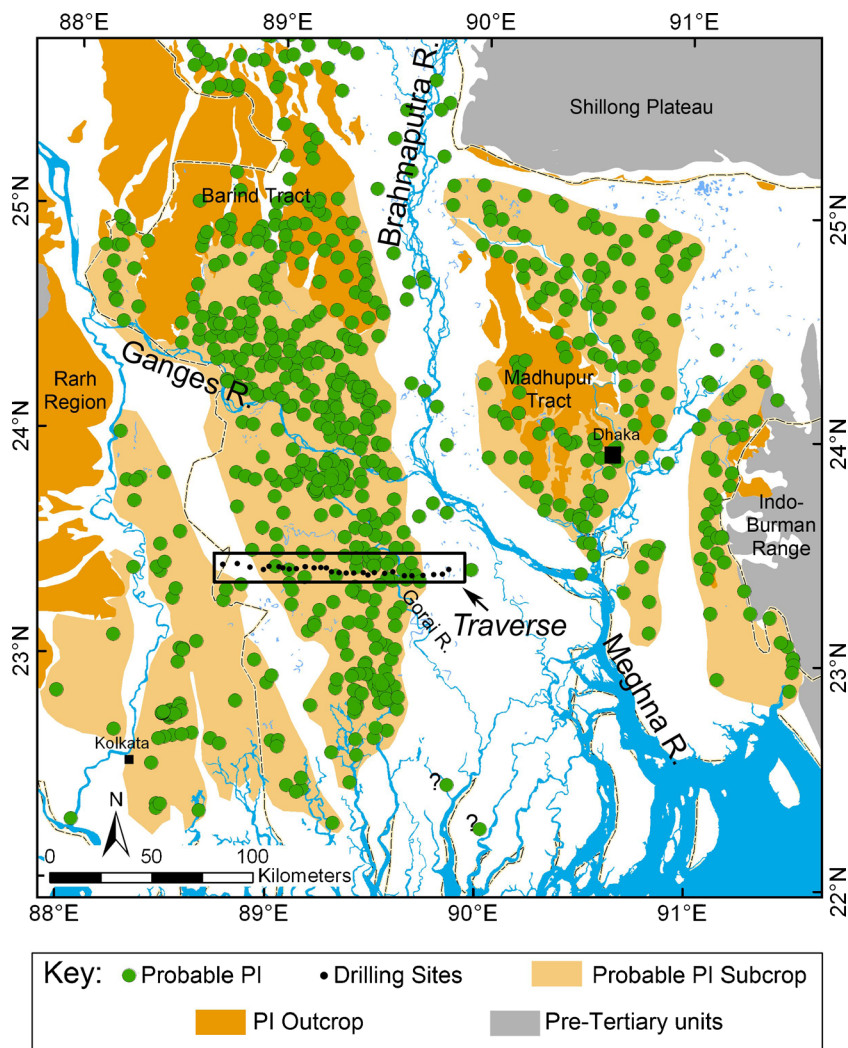 88°E 89°E 90°E 91°E
Shillong Plateau
Brahmaputra R.
25°N
25°N
Barind Tract
Ganges R.
Rarh
Region
Madhupur
Tract
24°N
24°N
Dhaka
Indo-
Burman
Range
Traverse
Gorai R.
23°N
23°N
Meghna R.
Kolkata
?
?
N
0 50 100
Kilometers
22°N
22°N
88°E 89°E 90°E 91°E
Key: Probable PI Drilling Sites Probable PI Subcrop
PI Outcrop Pre-Tertiary units